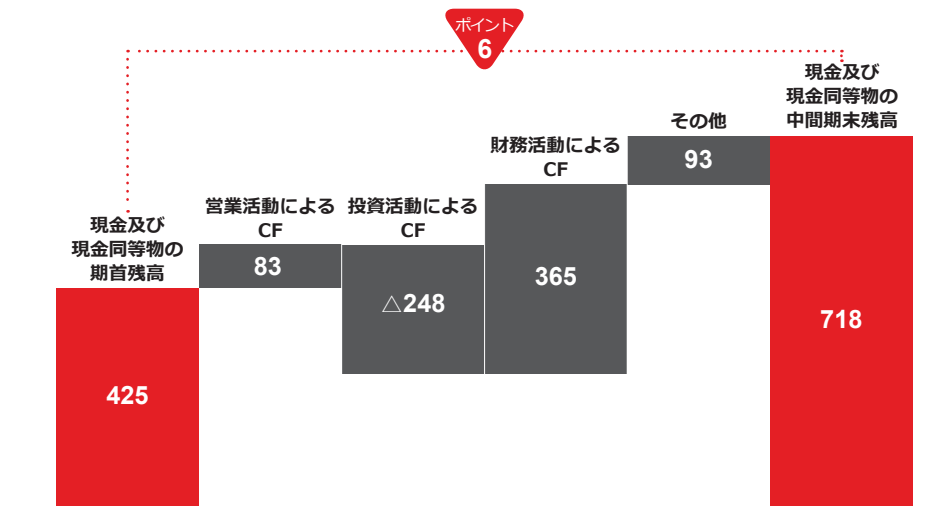 ポイント
6
現金及び
現金同等物の
期首残高
425
営業活動による
CF
83
投資活動による
CF
△248
財務活動による
CF
365
その他
93
現金及び
現金同等物の
中間期末残高
718